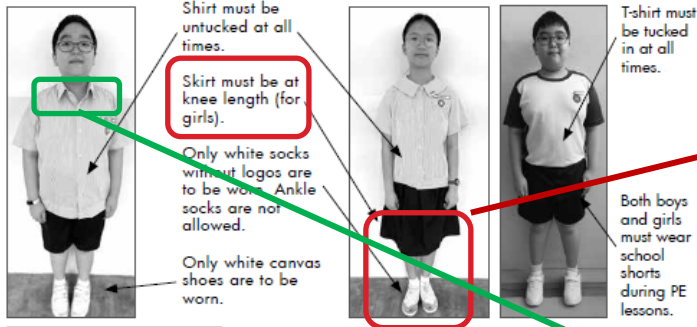 Shirt must be
untucked at all
times.
Skirt must be at
knee length (for
girls).
Only white socks
without logos are
to be worn. Ankle
socks are not
allowed.
Only white canvas
shoes are to be
worn.
T-shirt must
be tucked
in at all
times.
Both boys
and girls
must wear
school
shorts
during PE
lessons.